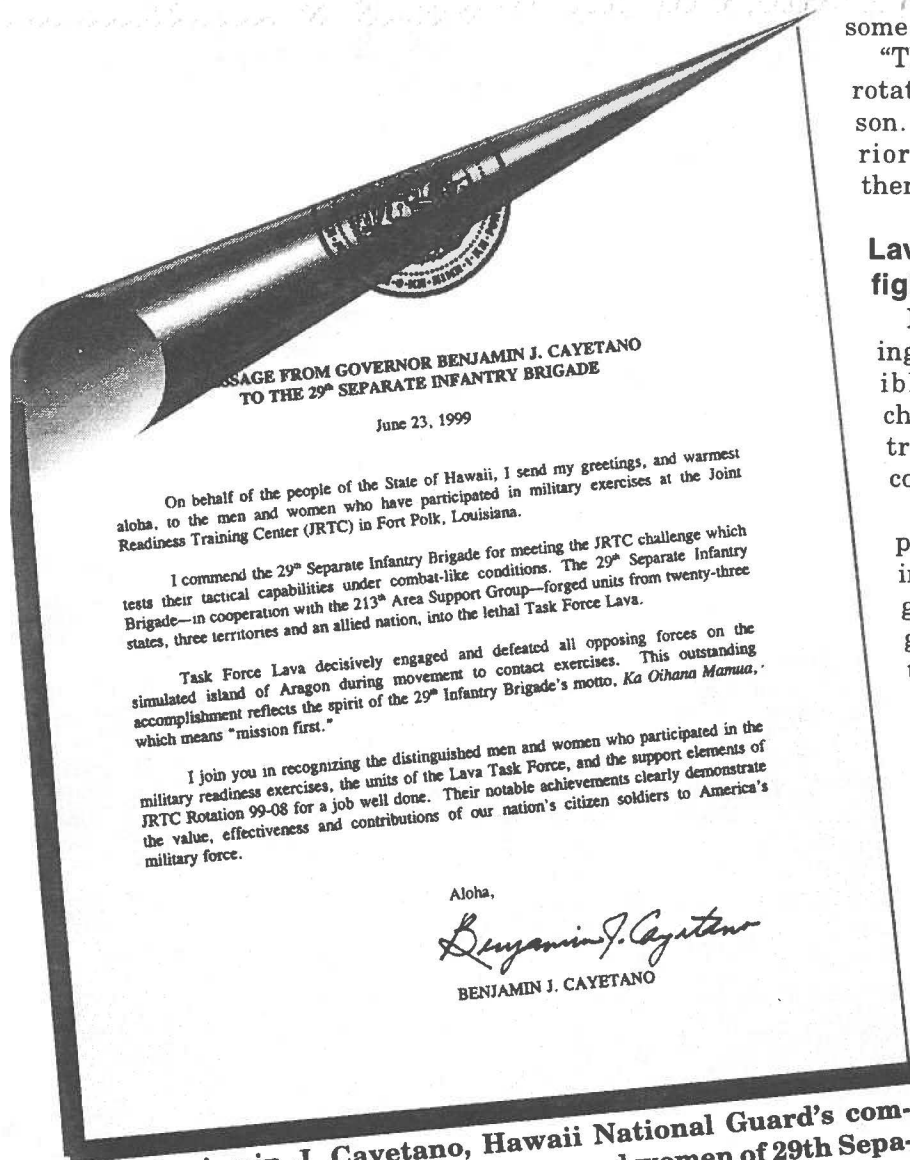 SSAGE FROM GOVERNOR BENJAMIN J. CAYETANO
TO THE 29th SEPARATE INFANTRY BRIGADE
June 23, 1999
On behalf of the people of the State of Hawaii, I send my greetings, and warmest
aloha, to the men and women who have participated in military exercises at the Joint
Readiness Training Center (JRTC) in Fort Polk, Louisiana.
I commend the 29th Separate Infantry Brigade for meeting the JRTC challenge which
tests their tactical capabilities under combat-like conditions. The 29th Separate Infantry
Brigade—in cooperation with the 213th Area Support Group—forged units from twenty-three
states, three territories and an allied nation, into the lethal Task Force Lava.
Task Force Lava decisively engaged and defeated all opposing forces on the
simulated island of Aragon during movement to contact exercises. This outstanding
accomplishment reflects the spirit of the 29th Infantry Brigade's motto, Ka Oihana Mamua,
which means "mission first."
I join you in recognizing the distinguished men and women who participated in the
military readiness exercises, the units of the Lava Task Force, and the support elements of
JRTC Rotation 99-08 for a job well done. Their notable achievements clearly demonstrate
the value, effectiveness and contributions of our nation's citizen soldiers to America's
military force.
Aloha,
Benjamin J. Cayetano
BENJAMIN J. CAYETANO
J. Cayetano, Hawaii National Guard's com-
women of 29th Sepa-
some
"T
rotat
son.
rior
ther
Lav
fig
ing
ibl
ch
tr
co
p
in
g
g
t